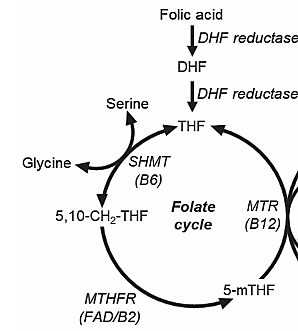 Folic acid
DHF reductase
DHF
DHF reductase
THF
Serine
Glycine
SHMT
(B6)
5,10-CH₂-THF
Folate
cycle
MTR
(B12)
5-mTHF
MTHFR
(FAD/B2)